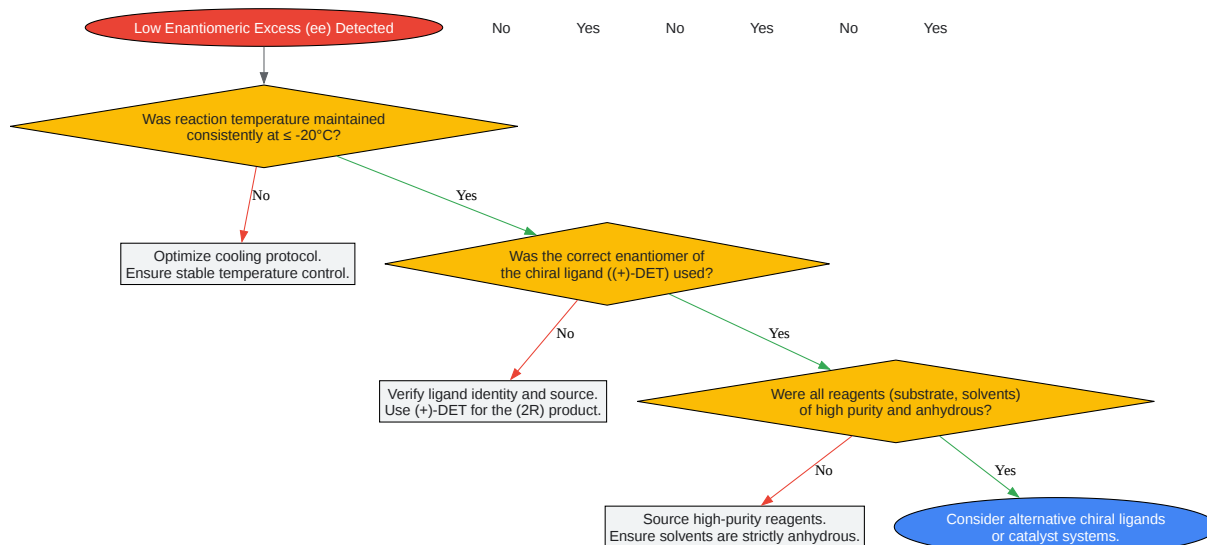 Low Enantiomeric Excess (ee) Detected
No
Yes
No
Yes
No
Yes
Was reaction temperature maintained
consistently at ≤ -20°C?
No
Yes
Optimize cooling protocol.
Ensure stable temperature control.
Was the correct enantiomer of
the chiral ligand ((+)-DET) used?
No
Yes
Verify ligand identity and source.
Use (+)-DET for the (2R) product.
Were all reagents (substrate, solvents)
of high purity and anhydrous?
No
Yes
Source high-purity reagents.
Ensure solvents are strictly anhydrous.
Consider alternative chiral ligands
or catalyst systems.